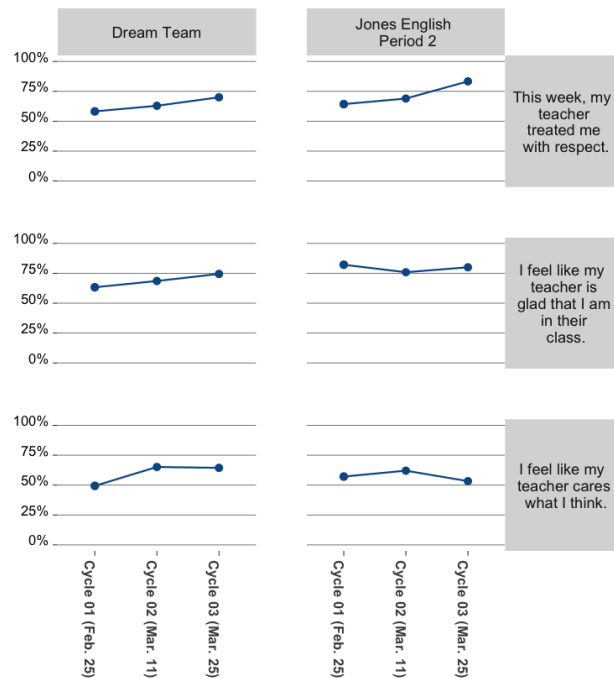 Dream Team
Jones English
Period 2
100%
75%
50%
25%
0%
This week, my
teacher
treated me
with respect.
100%
75%
50%
25%
0%
I feel like my
teacher is
glad that I am
in their
class.
100%
75%
50%
25%
0%
I feel like my
teacher cares
what I think.
Cycle 01 (Feb. 25)
Cycle 02 (Mar. 11)
Cycle 03 (Mar. 25)
Cycle 01 (Feb. 25)
Cycle 02 (Mar. 11)
Cycle 03 (Mar. 25)